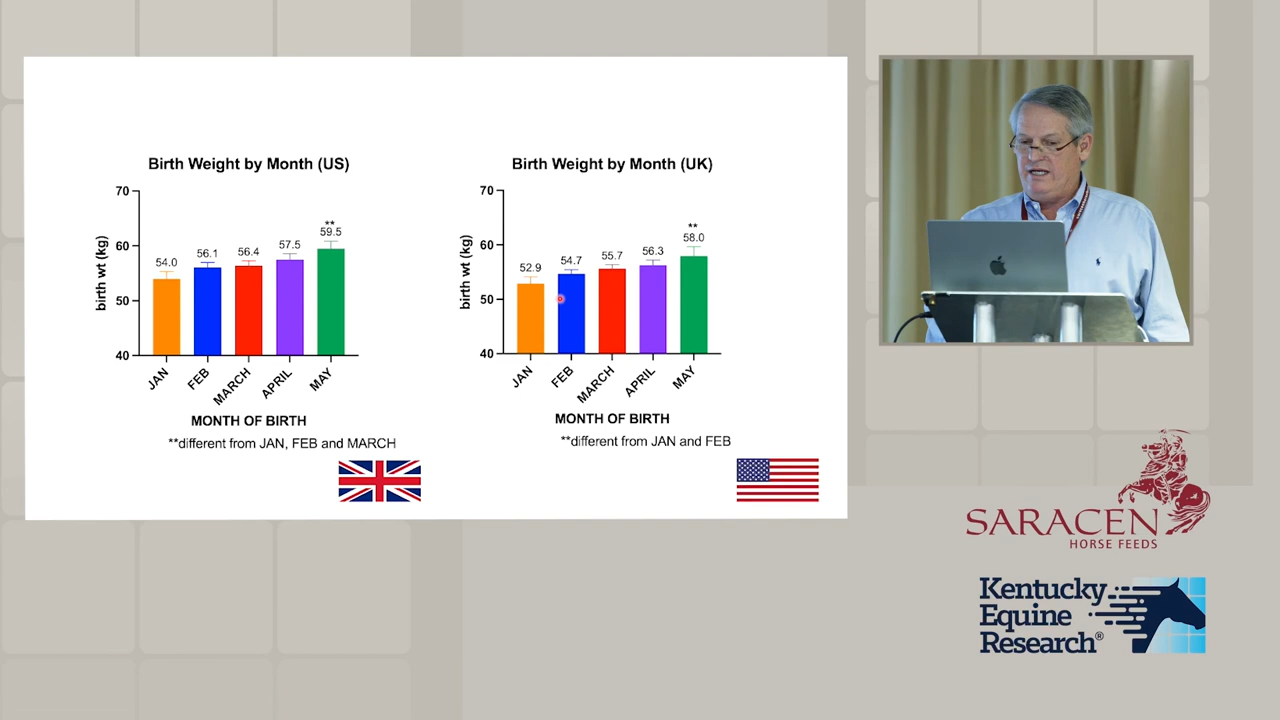 Birth Weight by Month (US)
70
60
50
40
birth wt (kg)
54.0
56.1
56.4
57.5
**
59.5
JAN
FEB
MARCH
APRIL
MAY
MONTH OF BIRTH
**different from JAN, FEB and MARCH
Birth Weight by Month (UK)
70
60
50
40
birth wt (kg)
52.9
54.7
55.7
56.3
**
58.0
JAN
FEB
MARCH
APRIL
MAY
MONTH OF BIRTH
**different from JAN and FEB
SARACEN
HORSE FEEDS
Kentucky
Equine
Research®